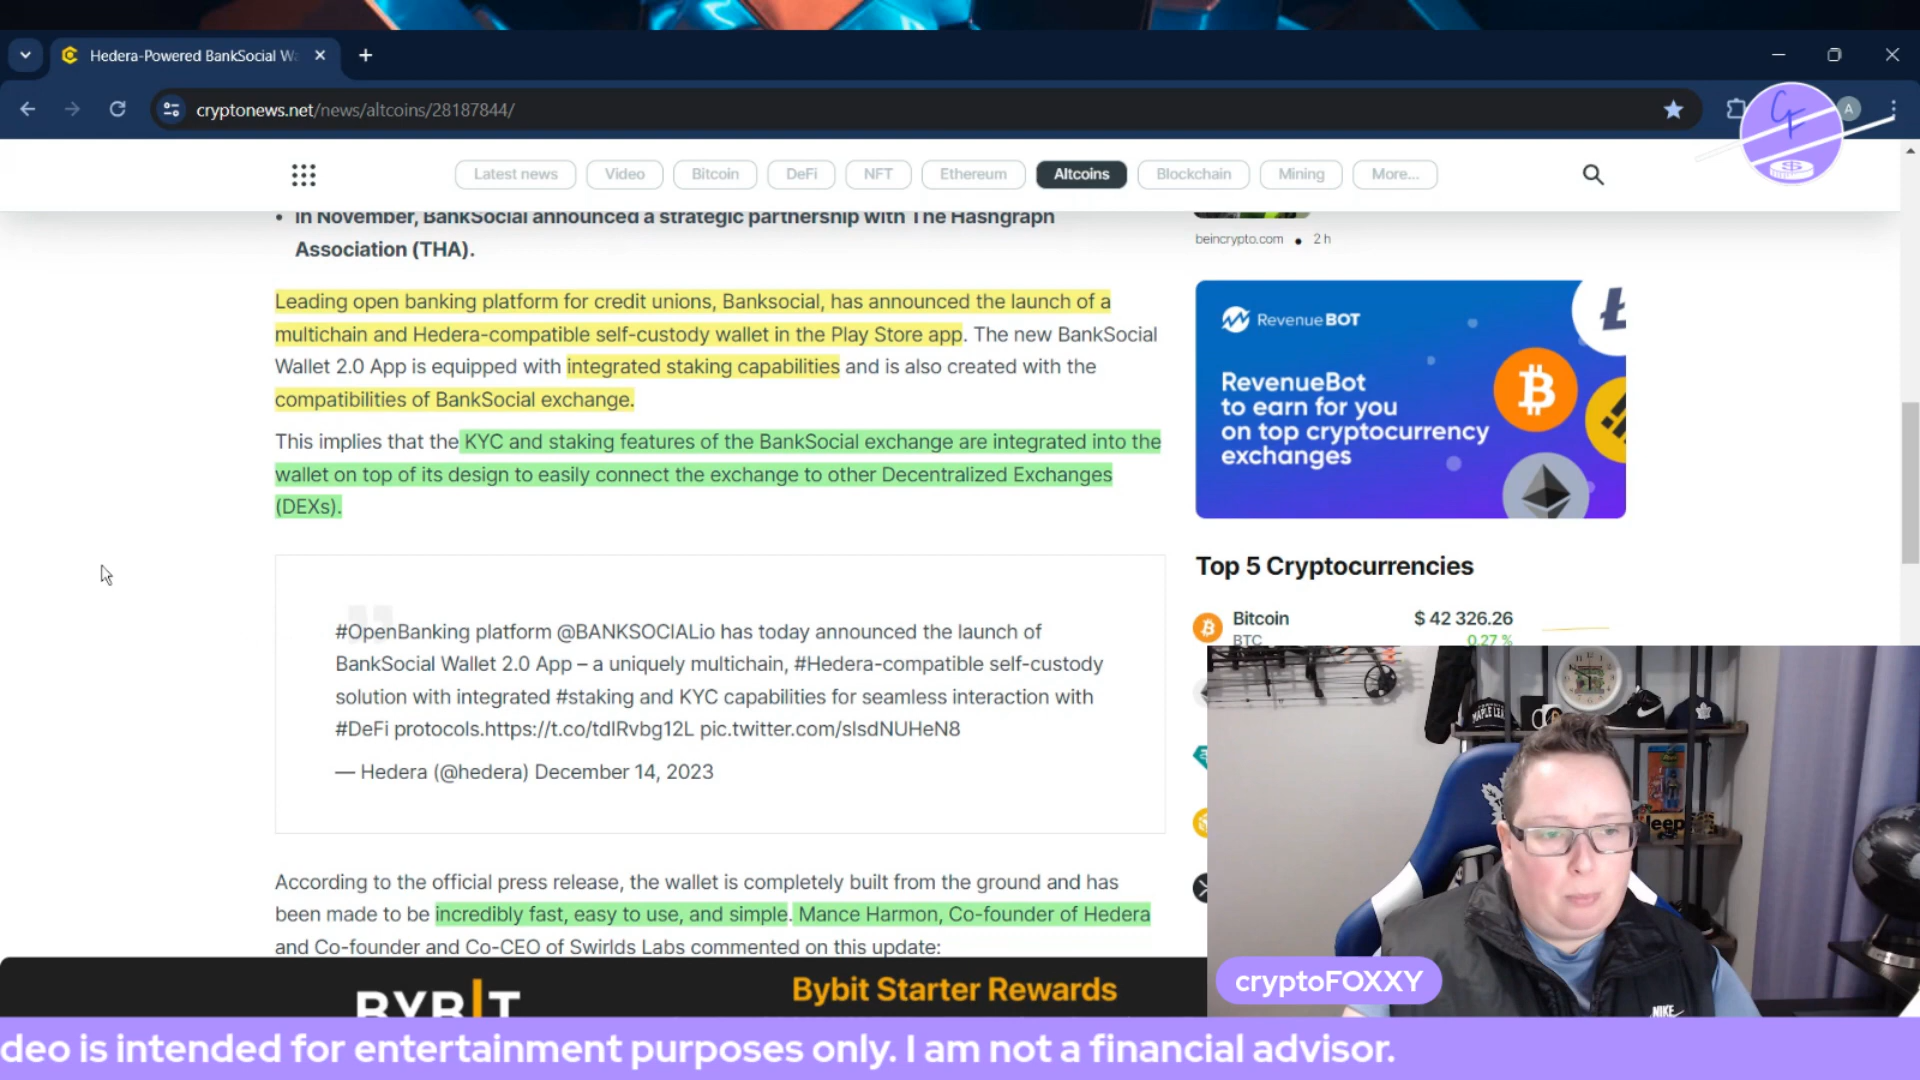 Hedera-Powered BankSocial Wa
cryptonews.net/news/altcoins/28187844/
A
Latest news
Video
Bitcoin
DeFi
NFT
Ethereum
Altcoins
Blockchain
Mining
More...
• In November, BankSocial announced a strategic partnership with The Hashgraph
Association (THA).
beincrypto.com • 2 h
Leading open banking platform for credit unions, Banksocial, has announced the launch of a
multichain and Hedera-compatible self-custody wallet in the Play Store app. The new BankSocial
Wallet 2.0 App is equipped with integrated staking capabilities and is also created with the
compatibilities of BankSocial exchange.
This implies that the KYC and staking features of the BankSocial exchange are integrated into the
wallet on top of its design to easily connect the exchange to other Decentralized Exchanges
(DEXs).
RevenueBOT
RevenueBot
to earn for you
on top cryptocurrency
exchanges
#OpenBanking platform @BANKSOCIALio has today announced the launch of
BankSocial Wallet 2.0 App – a uniquely multichain, #Hedera-compatible self-custody
solution with integrated #staking and KYC capabilities for seamless interaction with
#DeFi protocols.https://t.co/tdlRvbg12L pic.twitter.com/slsdNUHeN8
— Hedera (@hedera) December 14, 2023
Top 5 Cryptocurrencies
Bitcoin $ 42 326.26
BTC 0.27 %
According to the official press release, the wallet is completely built from the ground and has
been made to be incredibly fast, easy to use, and simple. Mance Harmon, Co-founder of Hedera
and Co-founder and Co-CEO of Swirlds Labs commented on this update:
MAPLE LEA
Jeep
NIKE
BYBIT
Bybit Starter Rewards
cryptoFOXXY
deo is intended for entertainment purposes only. I am not a financial advisor.